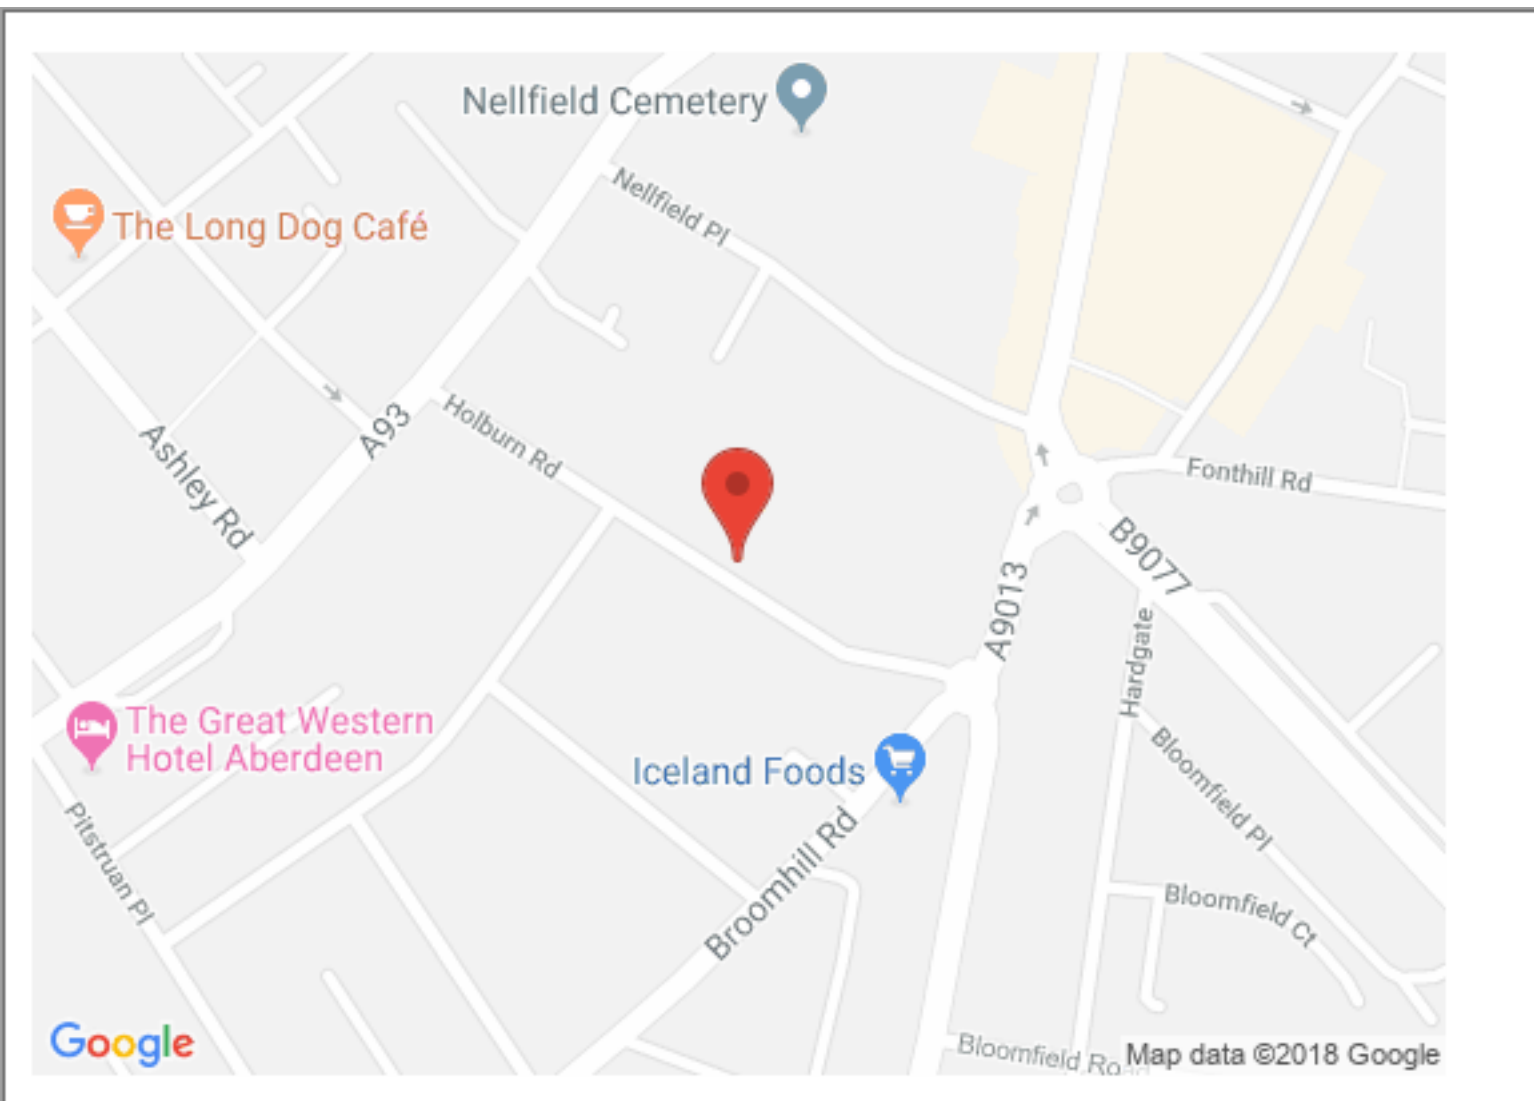 Nellfield Cemetery
Nellfield Pl
The Long Dog Café
A93
Holburn Rd
Ashley Rd
Fonthill Rd
B9077
A9013
Hardgate
The Great Western
Hotel Aberdeen
Iceland Foods
Bloomfield Pl
Pitstruan Pl
Broomhill Rd
Bloomfield Ct
Google
Bloomfield
Map data ©2018 Google